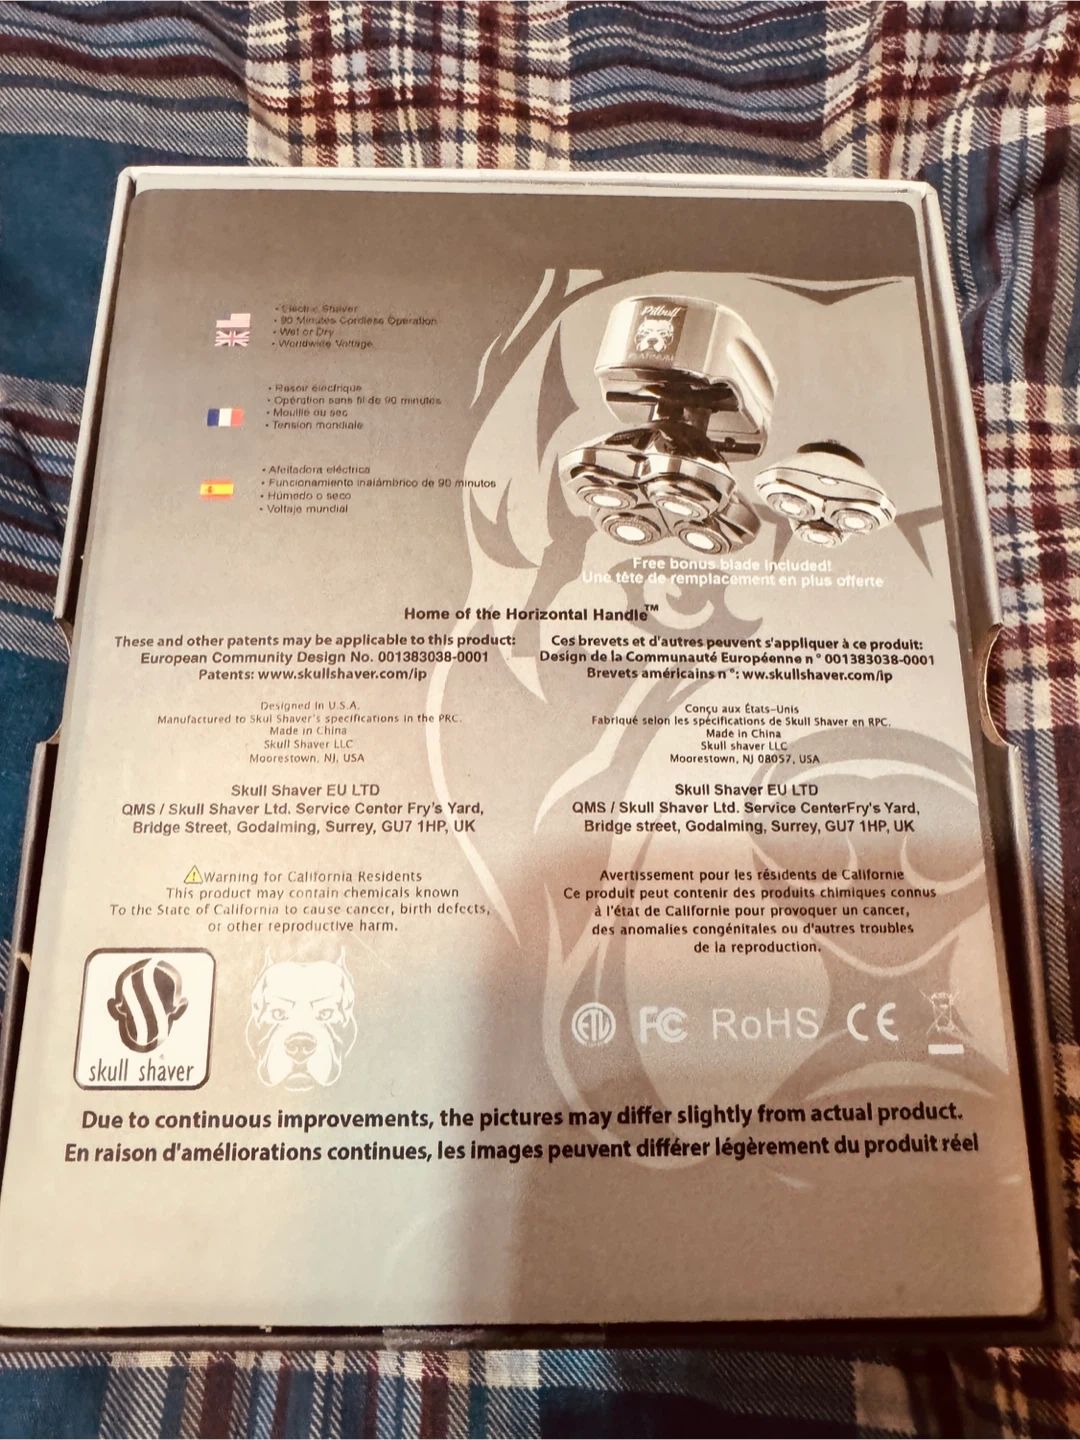 • Electric Shaver
• 90 Minutes Cordless Operation
• Wet or Dry
• Worldwide Voltage
• Rasoir électrique
• Opération sans fil de 90 minutes
• Mouillé ou sec
• Tension mondiale
• Afeitadora eléctrica
• Funcionamiento inalámbrico de 90 minutos
• Húmedo o seco
• Voltaje mundial
Pitbull
PLATINUM
Free bonus blade included!
Une tête de remplacement en plus offerte
Home of the Horizontal Handle™
These and other patents may be applicable to this product:
European Community Design No. 001383038-0001
Patents: www.skullshaver.com/ip
Designed In U.S.A.
Manufactured to Skul Shaver's specifications in the PRC.
Made in China
Skull Shaver LLC
Moorestown, NJ, USA
Skull Shaver EU LTD
QMS / Skull Shaver Ltd. Service Center Fry's Yard,
Bridge Street, Godalming, Surrey, GU7 1HP, UK
Warning for California Residents
This product may contain chemicals known
To the State of California to cause cancer, birth defects,
or other reproductive harm.
Ces brevets et d'autres peuvent s'appliquer à ce produit:
Design de la Communauté Européenne n° 001383038-0001
Brevets américains n°: ww.skullshaver.com/ip
Conçu aux États-Unis
Fabriqué selon les spécifications de Skull Shaver en RPC.
Made in China
Skull shaver LLC
Moorestown, NJ 08057, USA
Skull Shaver EU LTD
QMS / Skull Shaver Ltd. Service CenterFry's Yard,
Bridge street, Godalming, Surrey, GU7 1HP, UK
Avertissement pour les résidents de Californie
Ce produit peut contenir des produits chimiques connus
à l'état de Californie pour provoquer un cancer,
des anomalies congénitales ou d'autres troubles
de la reproduction.
skull shaver
ETL FC RoHS CE
Due to continuous improvements, the pictures may differ slightly from actual product.
En raison d'améliorations continues, les images peuvent différer légèrement du produit réel